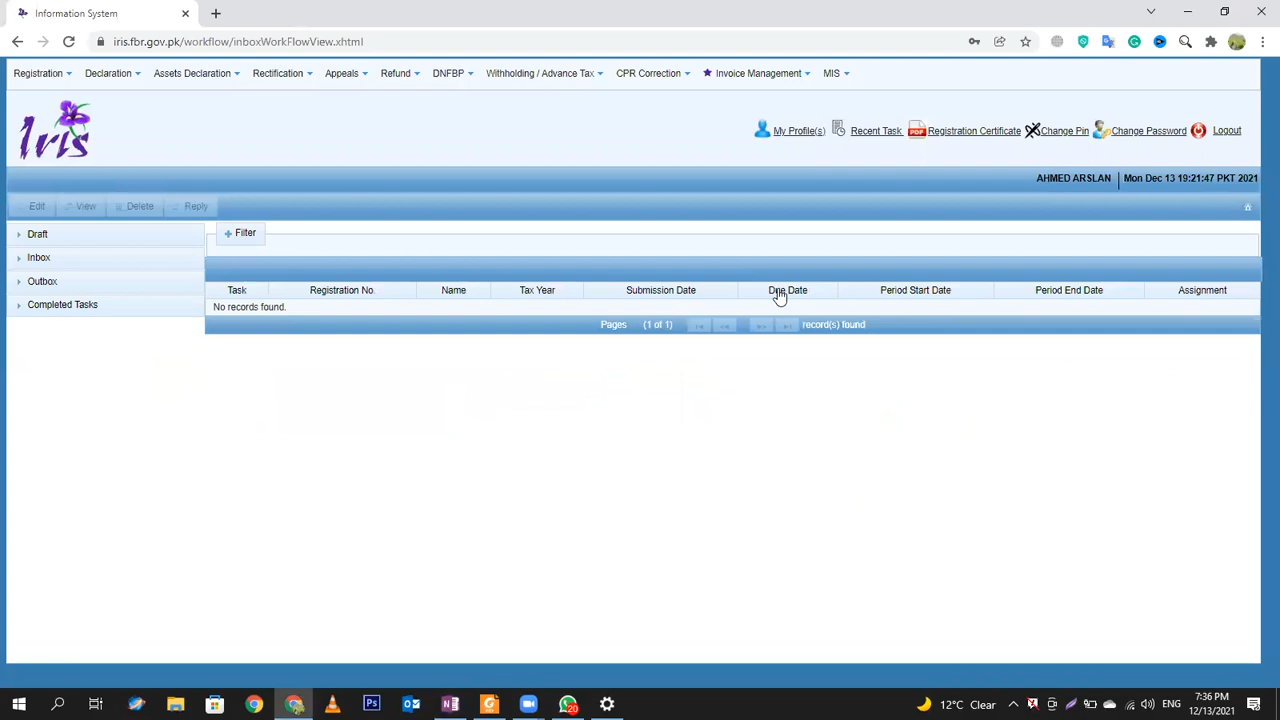 Information System
iris.fbr.gov.pk/workflow/inboxWorkFlowView.xhtml
Registration Declaration Assets Declaration Rectification Appeals Refund DNFBP Withholding / Advance Tax CPR Correction Invoice Management MIS
Iris
My Profile(s) Recent Task Registration Certificate Change Pin Change Password Logout
AHMED ARSLAN Mon Dec 13 19:21:47 PKT 2021
Edit View Delete Reply
Draft
Inbox
Outbox
Completed Tasks
Filter
Task Registration No. Name Tax Year Submission Date Due Date Period Start Date Period End Date Assignment
No records found.
Pages (1 of 1) record(s) found
Ps 20 12°C Clear ENG 7:36 PM
12/13/2021